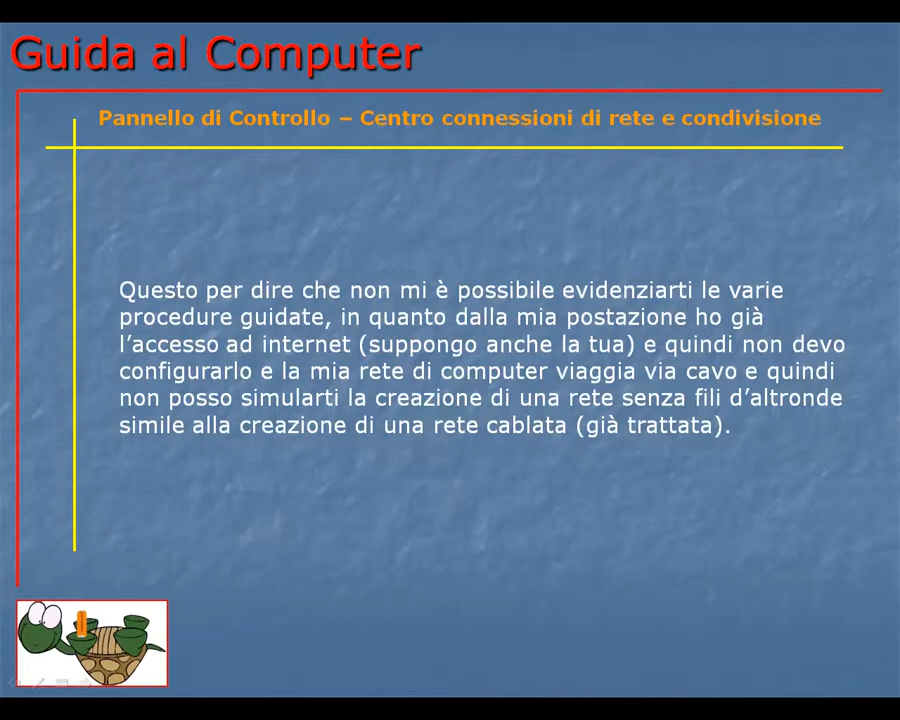 Guida al Computer
Pannello di Controllo – Centro connessioni di rete e condivisione
Questo per dire che non mi è possibile evidenziarti le varie
procedure guidate, in quanto dalla mia postazione ho già
l’accesso ad internet (suppongo anche la tua) e quindi non devo
configurarlo e la mia rete di computer viaggia via cavo e quindi
non posso simularti la creazione di una rete senza fili d’altronde
simile alla creazione di una rete cablata (già trattata).